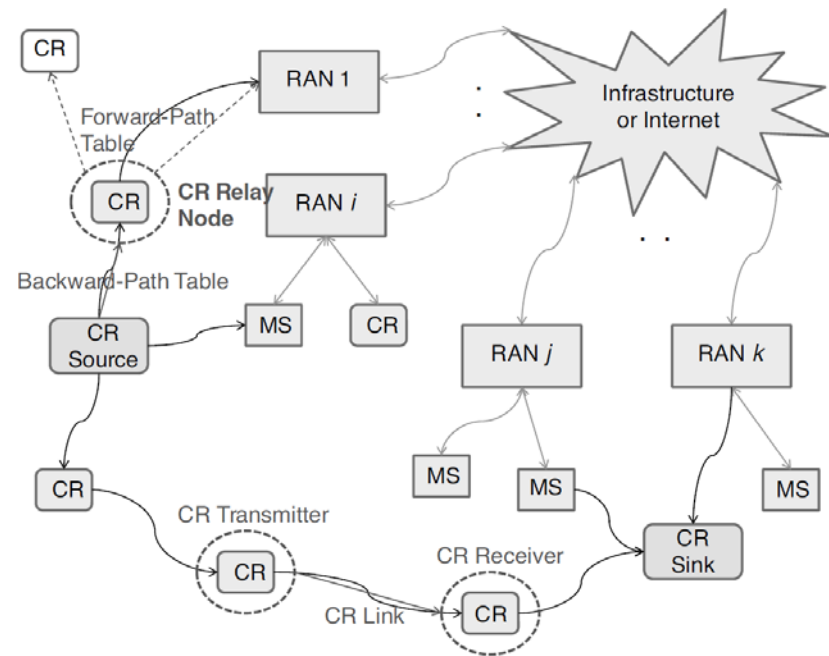 CR
RAN 1
Infrastructure
or Internet
Forward-Path
Table
CR
CR Relay
Node
RAN i
Backward-Path Table
CR
Source
MS
CR
RAN j
RAN k
CR
MS
MS
MS
CR Transmitter
CR
CR Receiver
CR
Sink
CR Link
CR